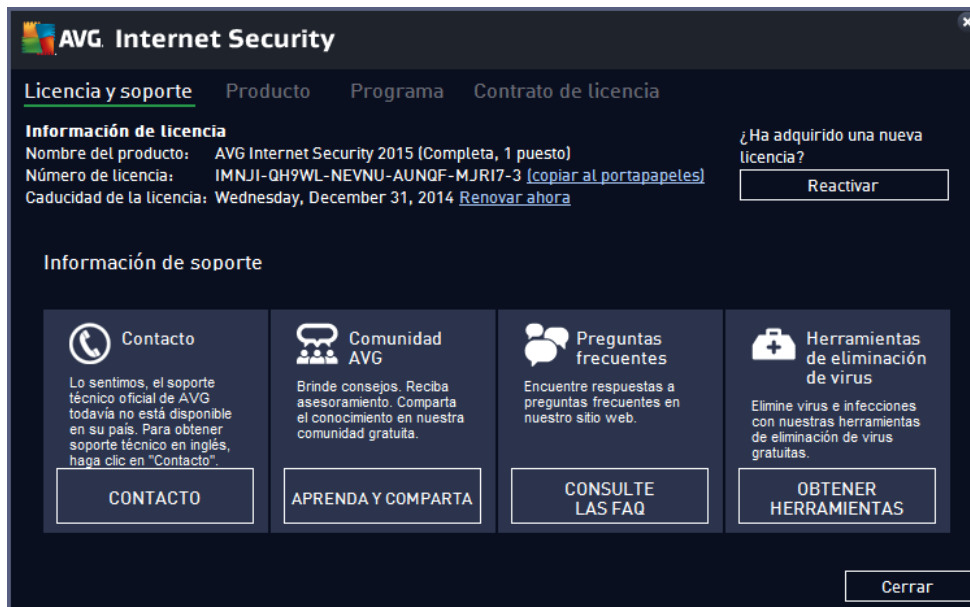 AVG Internet Security
Licencia y soporte Producto Programa Contrato de licencia
Información de licencia
Nombre del producto: AVG Internet Security 2015 (Completa, 1 puesto)
Número de licencia: IMNJI-QH9WL-NEVNU-AUNQF-MJRI7-3 (copiar al portapapeles)
Caducidad de la licencia: Wednesday, December 31, 2014 Renovar ahora
¿Ha adquirido una nueva
licencia?
Reactivar
Información de soporte
Contacto
Lo sentimos, el soporte
técnico oficial de AVG
todavía no está disponible
en su país. Para obtener
soporte técnico en inglés,
haga clic en "Contacto".
CONTACTO
Comunidad
AVG
Brinde consejos. Reciba
asesoramiento. Comparta
el conocimiento en nuestra
comunidad gratuita.
APRENDA Y COMPARTA
Preguntas
frecuentes
Encuentre respuestas a
preguntas frecuentes en
nuestro sitio web.
CONSULTE
LAS FAQ
Herramientas
de eliminación
de virus
Elimine virus e infecciones
con nuestras herramientas
de eliminación de virus
gratuitas.
OBTENER
HERRAMIENTAS
Cerrar